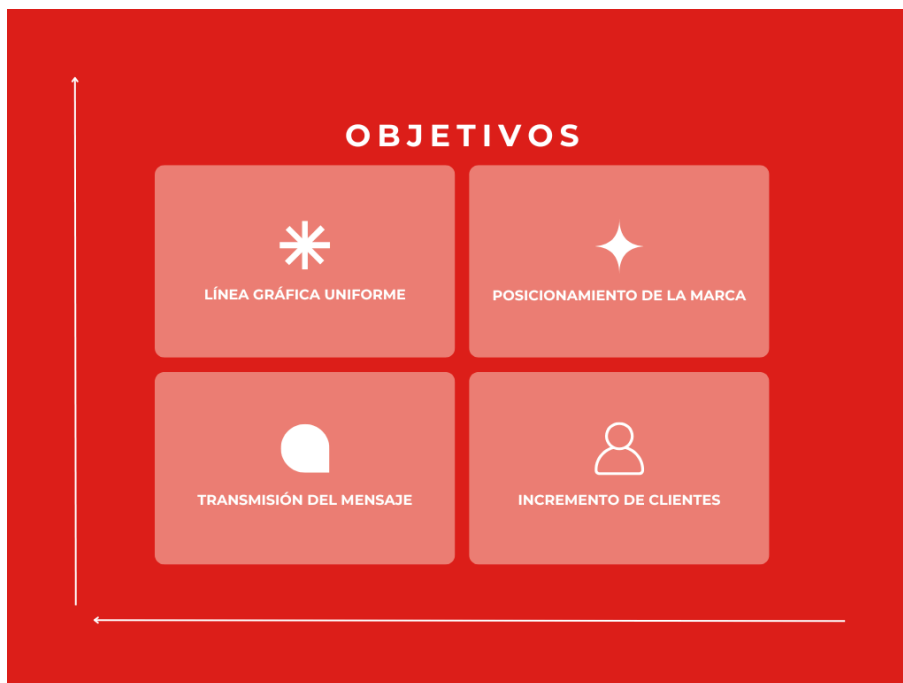 OBJETIVOS
LÍNEA GRÁFICA UNIFORME
POSICIONAMIENTO DE LA MARCA
TRANSMISIÓN DEL MENSAJE
INCREMENTO DE CLIENTES